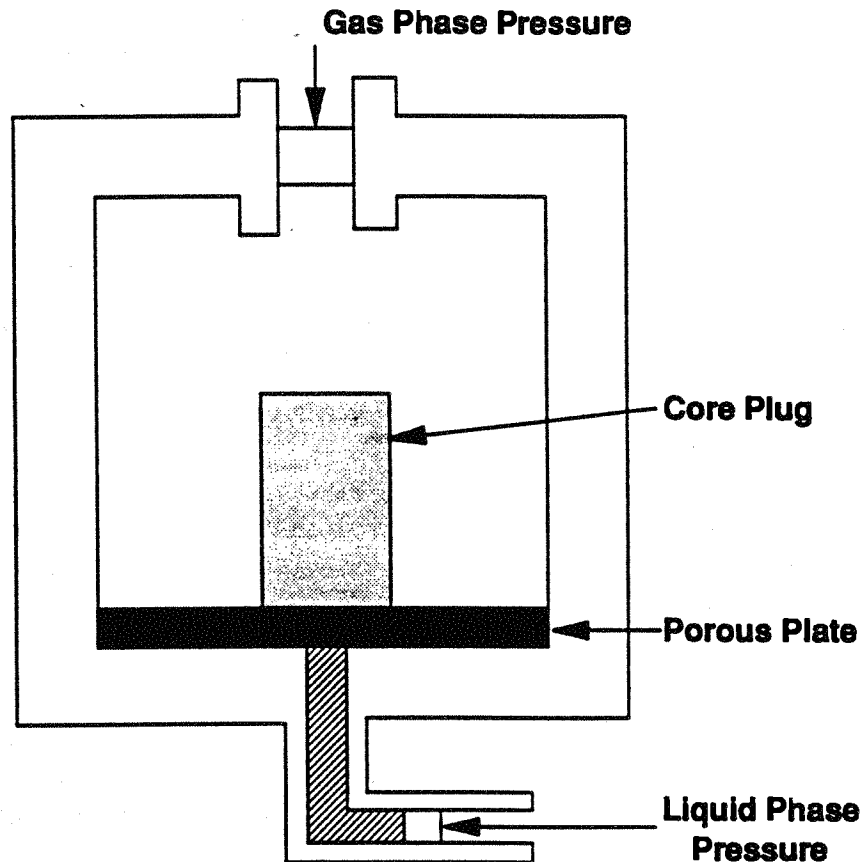 Gas Phase Pressure
Core Plug
Porous Plate
Liquid Phase
Pressure